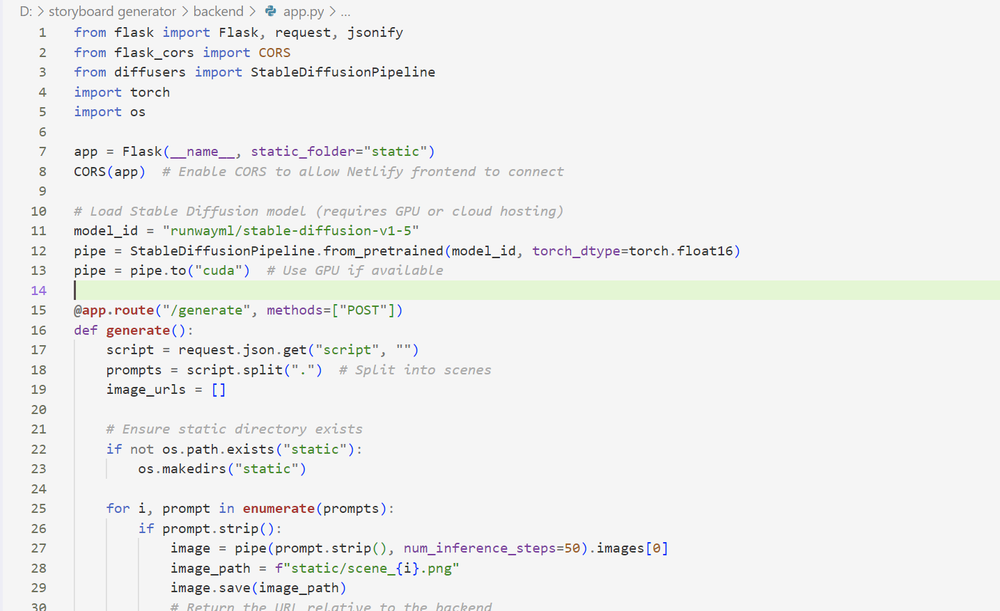 D: > storyboard generator > backend > app.py > ...
1 from flask import Flask, request, jsonify
2 from flask_cors import CORS
3 from diffusers import StableDiffusionPipeline
4 import torch
5 import os
6
7 app = Flask(__name__, static_folder="static")
8 CORS(app)  # Enable CORS to allow Netlify frontend to connect
9
10 # Load Stable Diffusion model (requires GPU or cloud hosting)
11 model_id = "runwayml/stable-diffusion-v1-5"
12 pipe = StableDiffusionPipeline.from_pretrained(model_id, torch_dtype=torch.float16)
13 pipe = pipe.to("cuda")  # Use GPU if available
14
15 @app.route("/generate", methods=["POST"])
16 def generate():
17     script = request.json.get("script", "")
18     prompts = script.split(".")  # Split into scenes
19     image_urls = []
20
21     # Ensure static directory exists
22     if not os.path.exists("static"):
23         os.makedirs("static")
24
25     for i, prompt in enumerate(prompts):
26         if prompt.strip():
27             image = pipe(prompt.strip(), num_inference_steps=50).images[0]
28             image_path = f"static/scene_{i}.png"
29             image.save(image_path)
30             # Return the URL relative to the backend